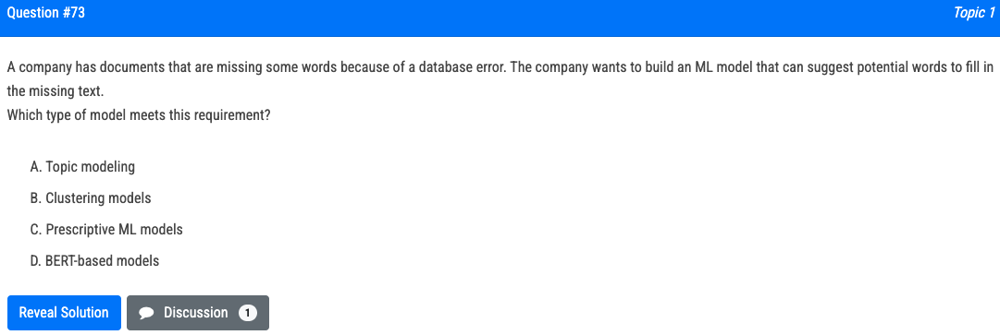 Question #73
Topic 1
A company has documents that are missing some words because of a database error. The company wants to build an ML model that can suggest potential words to fill in
the missing text.
Which type of model meets this requirement?
A. Topic modeling
B. Clustering models
C. Prescriptive ML models
D. BERT-based models
Reveal Solution
Discussion 1